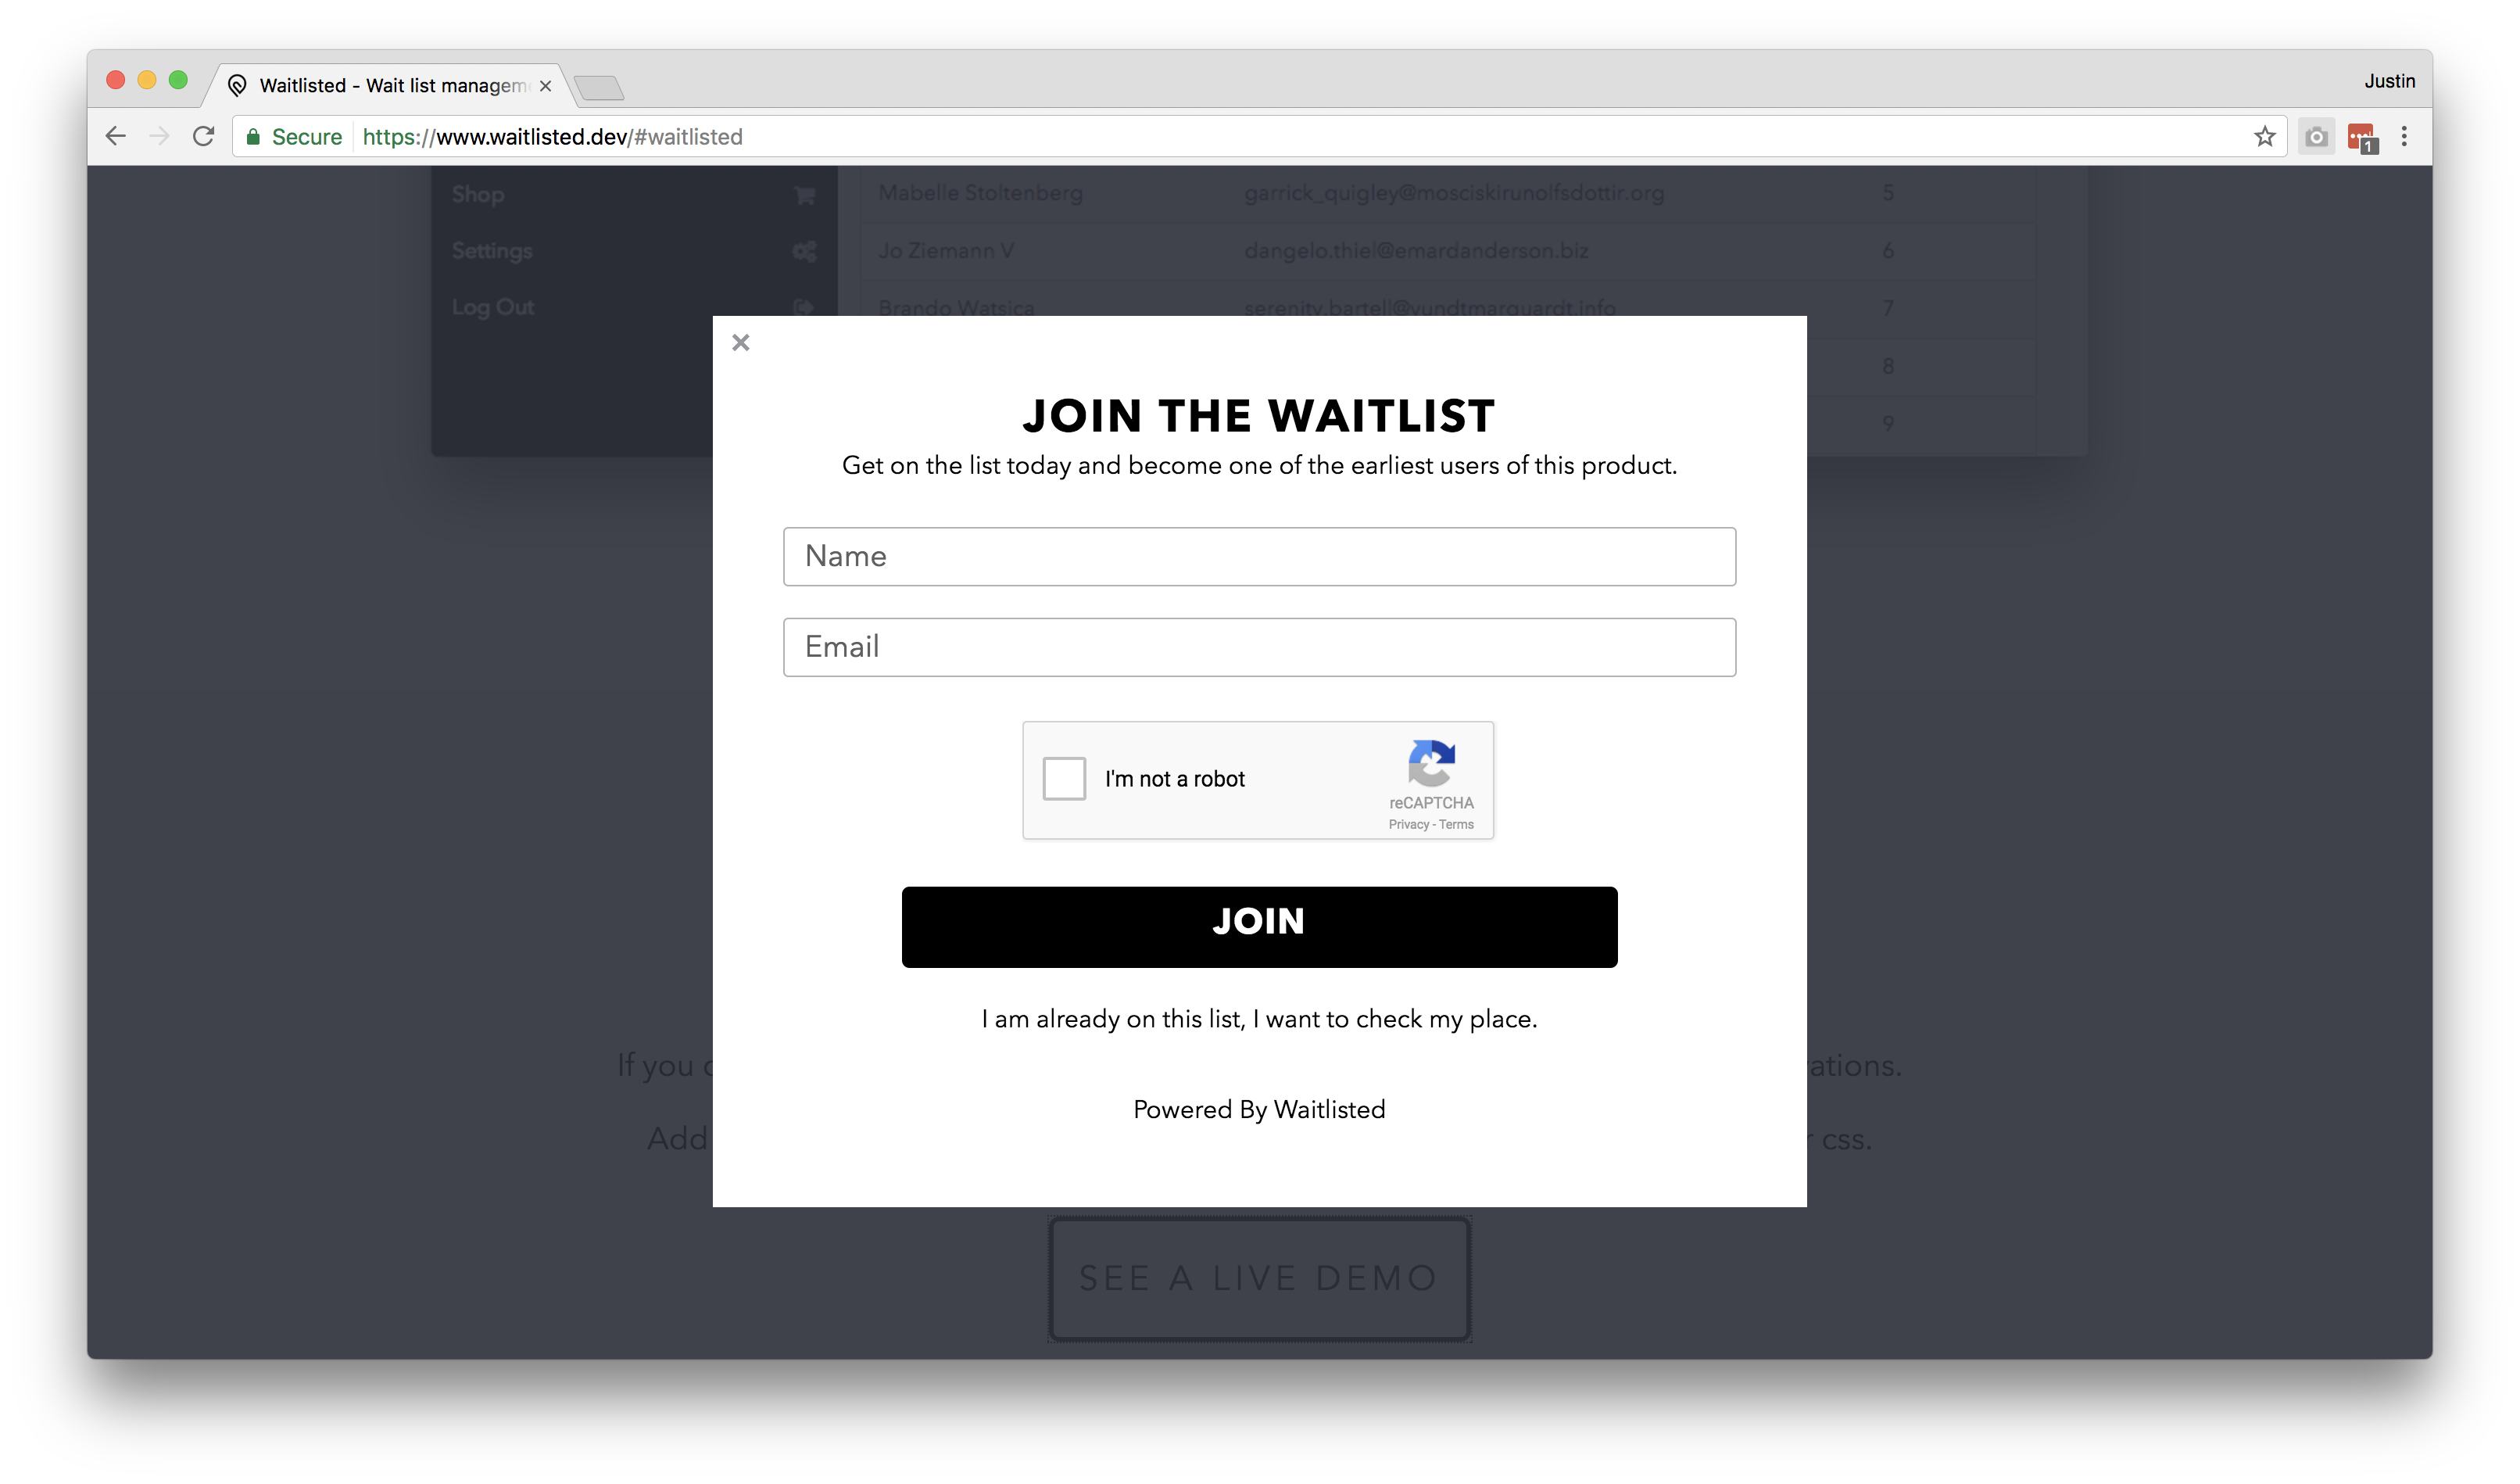 Waitlisted - Wait list managem
Justin
Secure https://www.waitlisted.dev/#waitlisted
1
Shop
Mabelle Stoltenberg garrick_quigley@mosciskirunolfsdottir.org 5
Settings
Jo Ziemann V dangelo.thiel@emardanderson.biz 6
Log Out
Brando Watsica serenity.bartell@yundtmarquardt.info 7
8
9
JOIN THE WAITLIST
Get on the list today and become one of the earliest users of this product.
Name
Email
I'm not a robot
reCAPTCHA
Privacy - Terms
JOIN
I am already on this list, I want to check my place.
If you
ations.
Powered By Waitlisted
Add
css.
SEE A LIVE DEMO